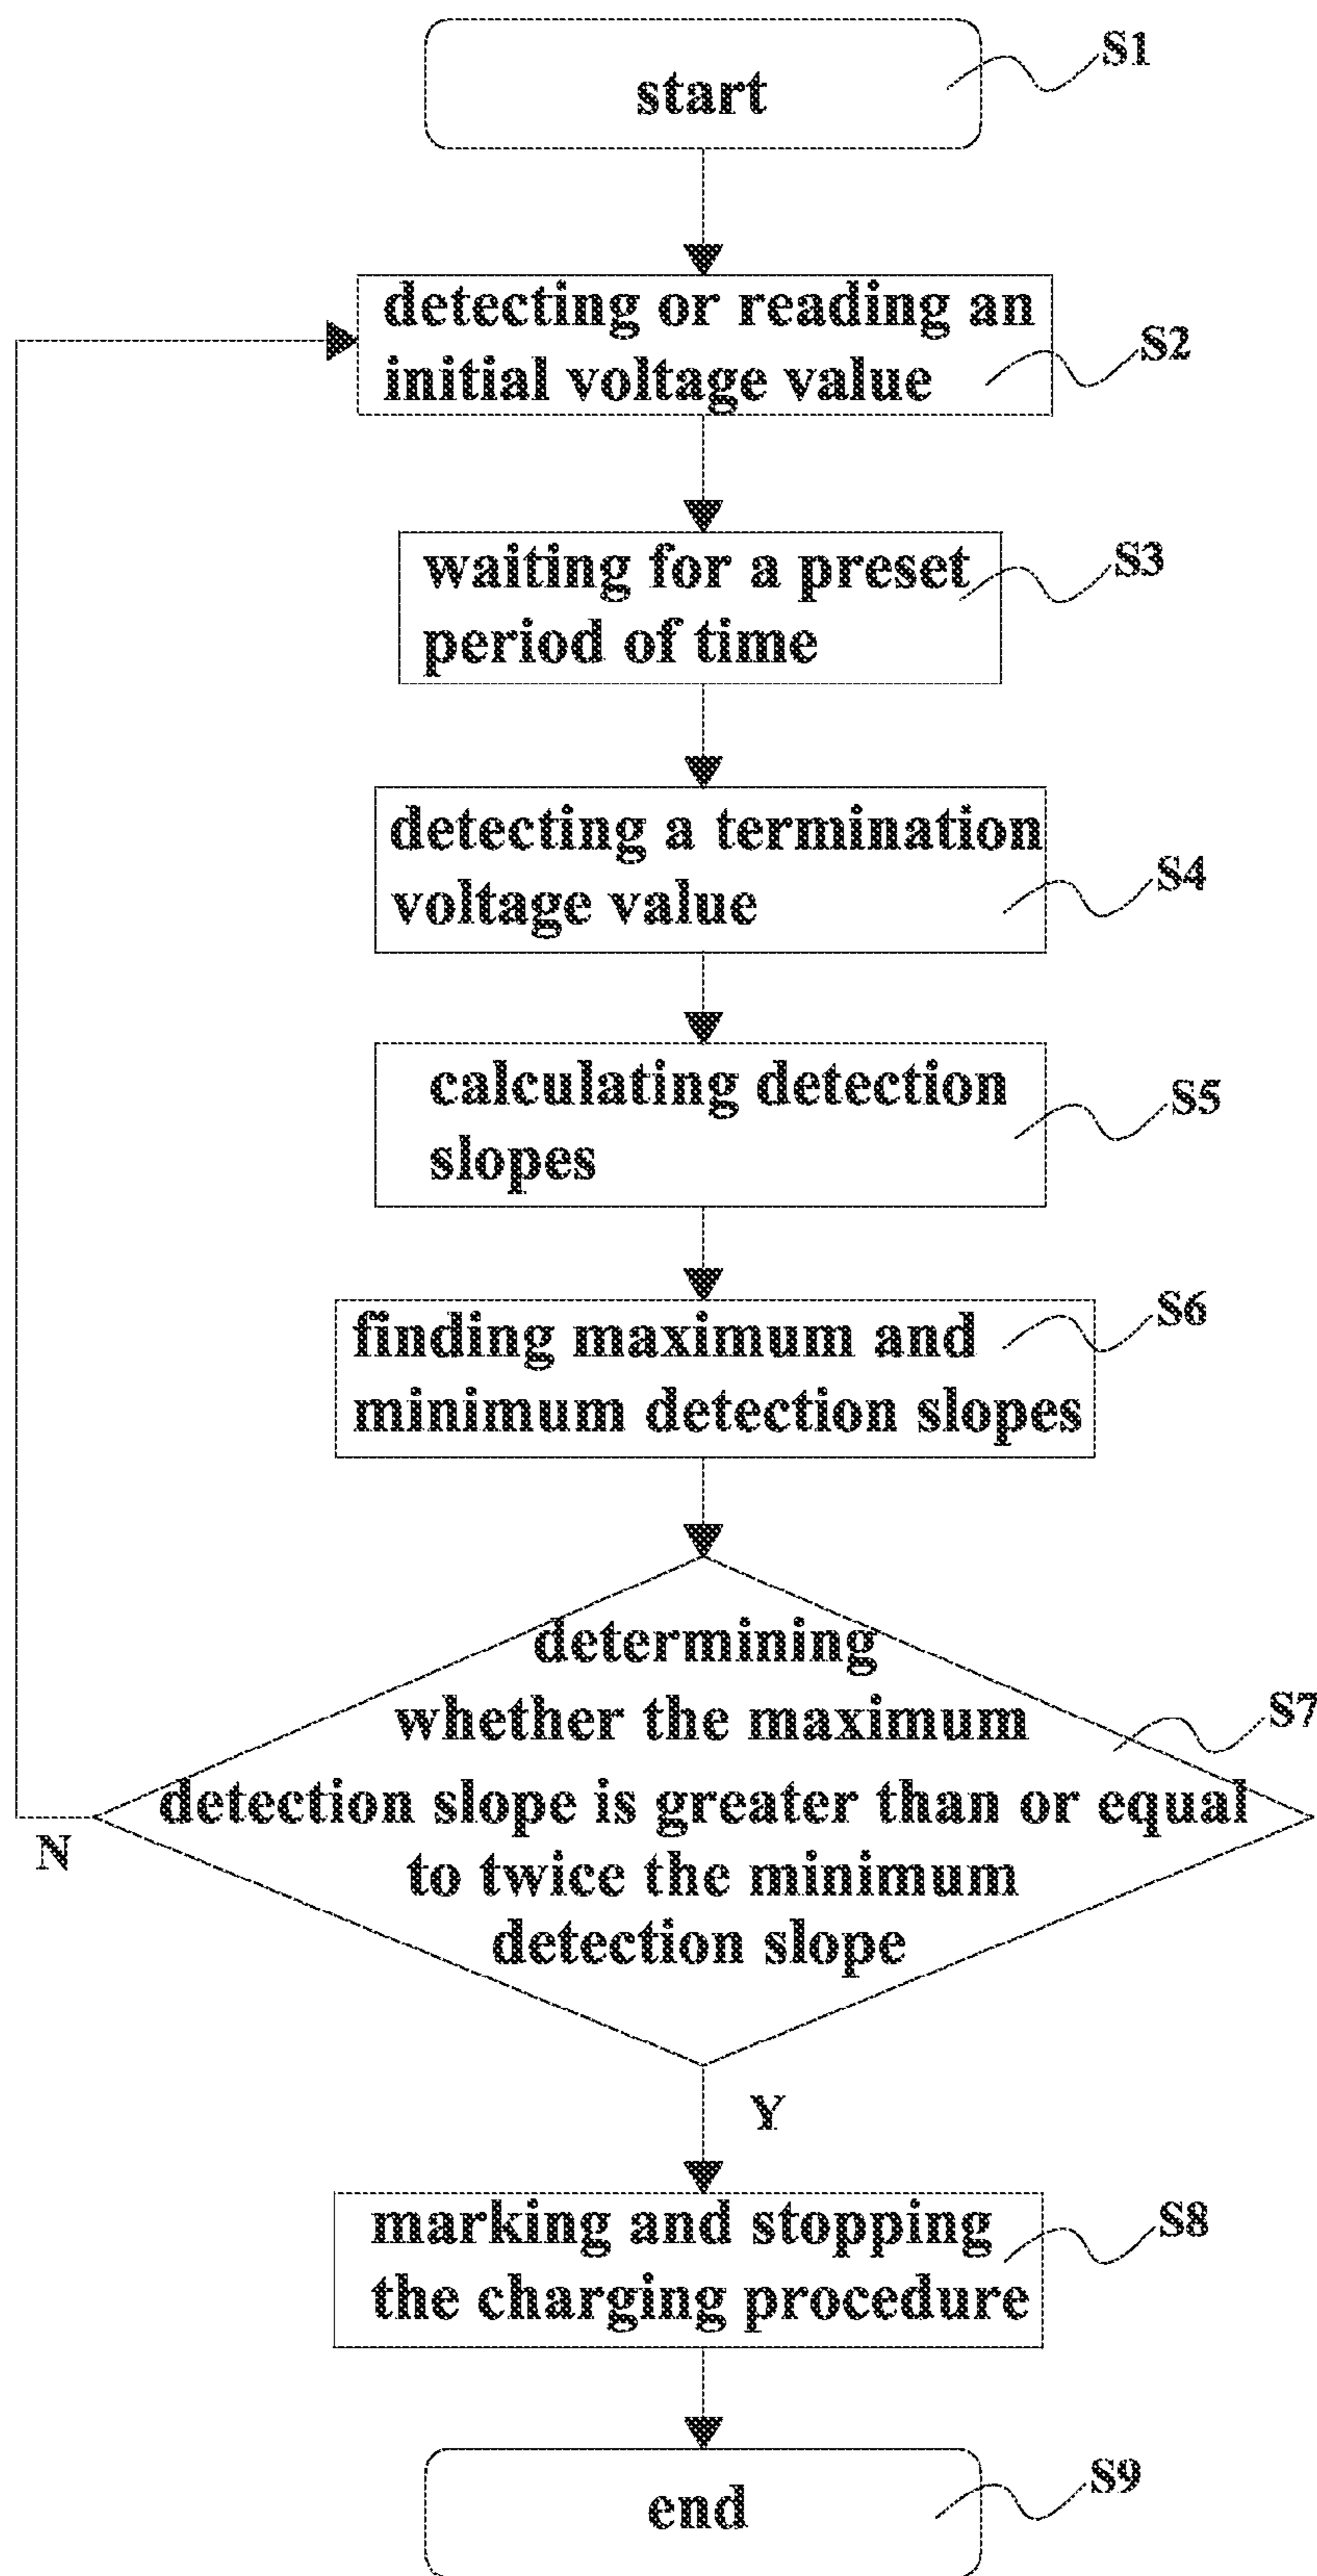 start
S1
detecting or reading an
initial voltage value
S2
waiting for a preset
period of time
S3
detecting a termination
voltage value
S4
calculating detection
slopes
S5
finding maximum and
minimum detection slopes
S6
determining
whether the maximum
detection slope is greater than or equal
to twice the minimum
detection slope
S7
N
Y
marking and stopping
the charging procedure
S8
end
S9